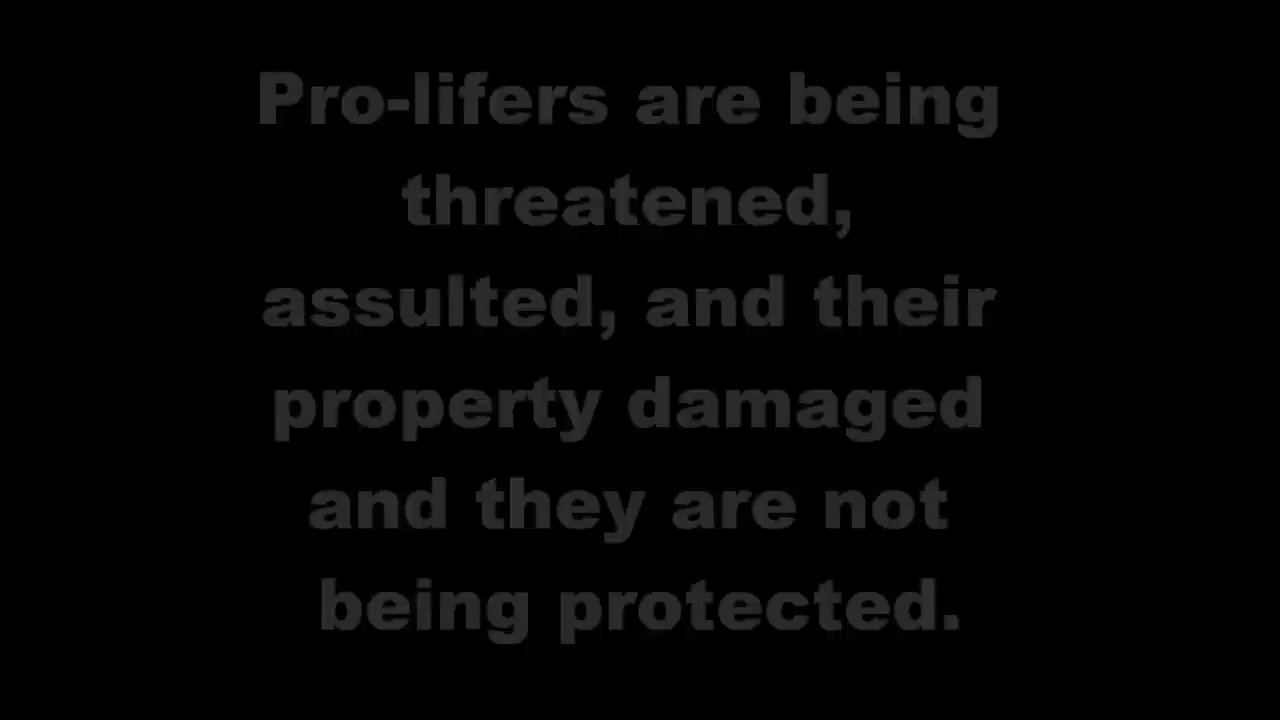 Pro-lifers are being
threatened,
assulted, and their
property damaged
and they are not
being protected.